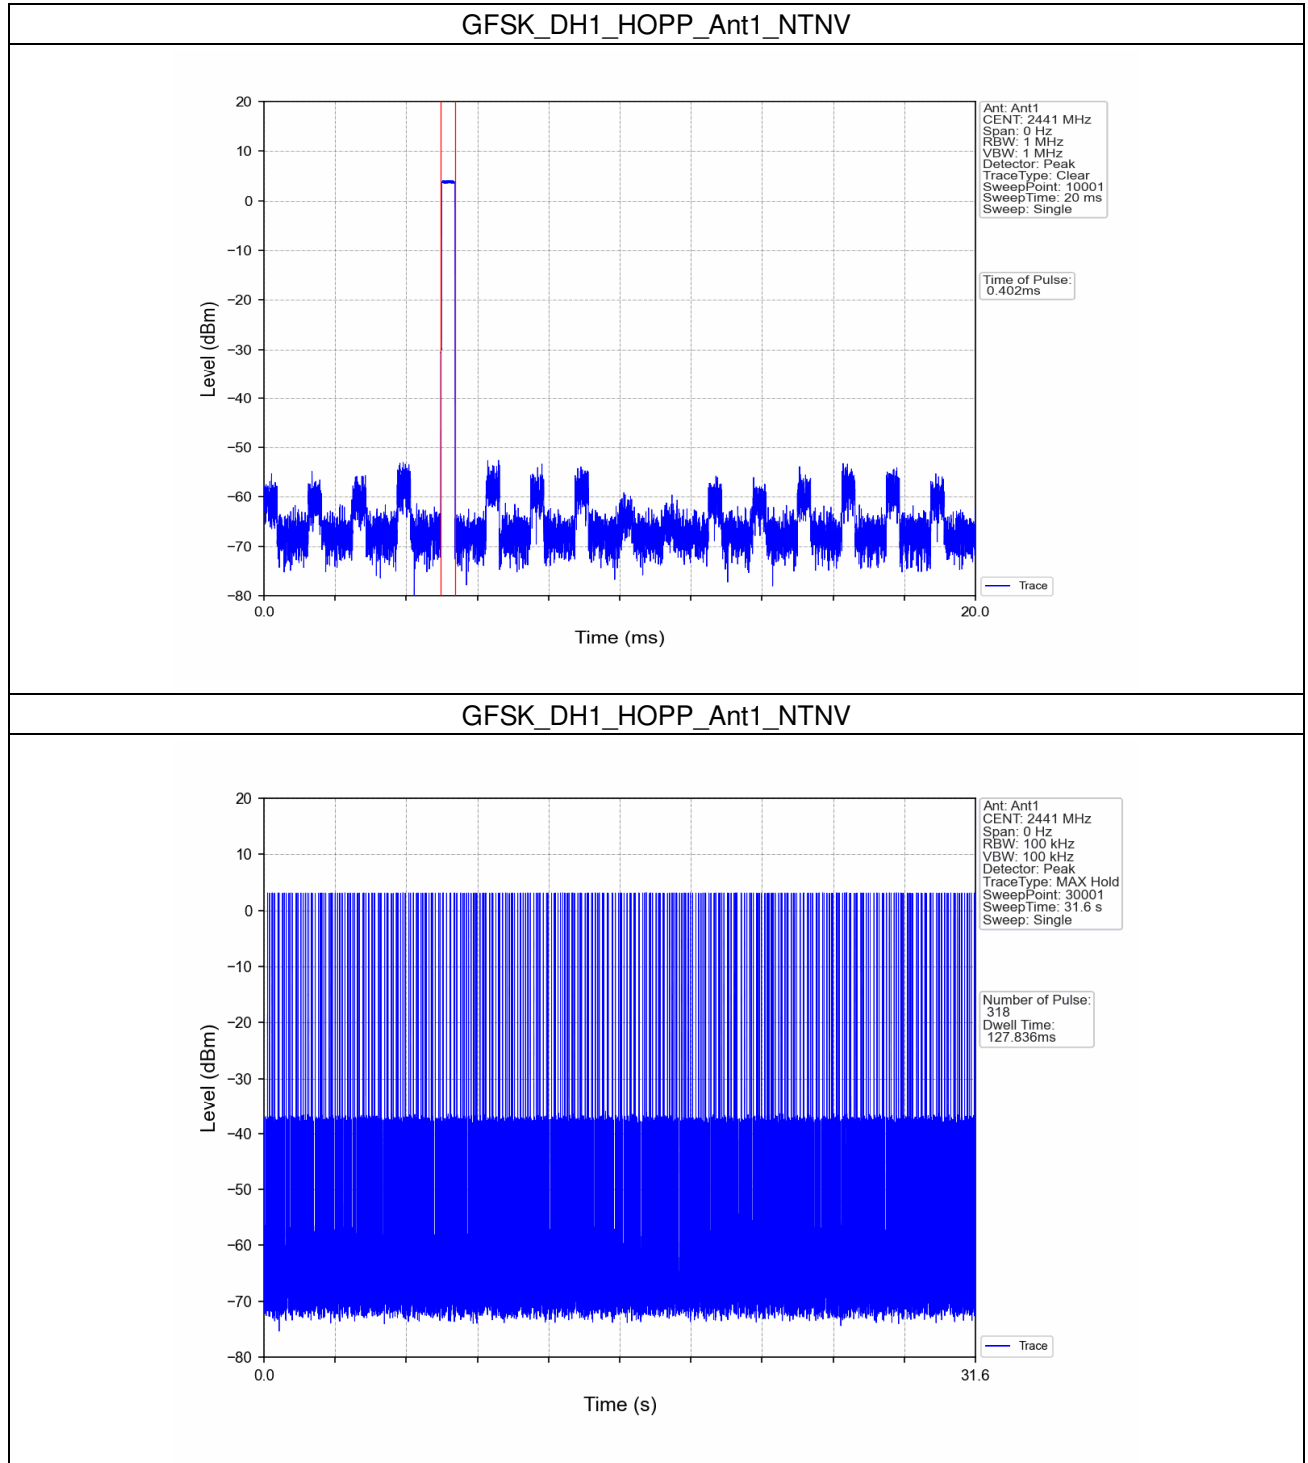 GFSK_DH1_HOPP_Ant1_NTNV
20
10
0
−10
−20
−30
−40
−50
−60
−70
−80
Level (dBm)
0.0
20.0
Time (ms)
Ant: Ant1
CENT: 2441 MHz
Span: 0 Hz
RBW: 1 MHz
VBW: 1 MHz
Detector: Peak
TraceType: Clear
SweepPoint: 10001
SweepTime: 20 ms
Sweep: Single
Time of Pulse:
0.402ms
Trace
GFSK_DH1_HOPP_Ant1_NTNV
20
10
0
−10
−20
−30
−40
−50
−60
−70
−80
Level (dBm)
0.0
31.6
Time (s)
Ant: Ant1
CENT: 2441 MHz
Span: 0 Hz
RBW: 100 kHz
VBW: 100 kHz
Detector: Peak
TraceType: MAX Hold
SweepPoint: 30001
SweepTime: 31.6 s
Sweep: Single
Number of Pulse:
318
Dwell Time:
127.836ms
Trace